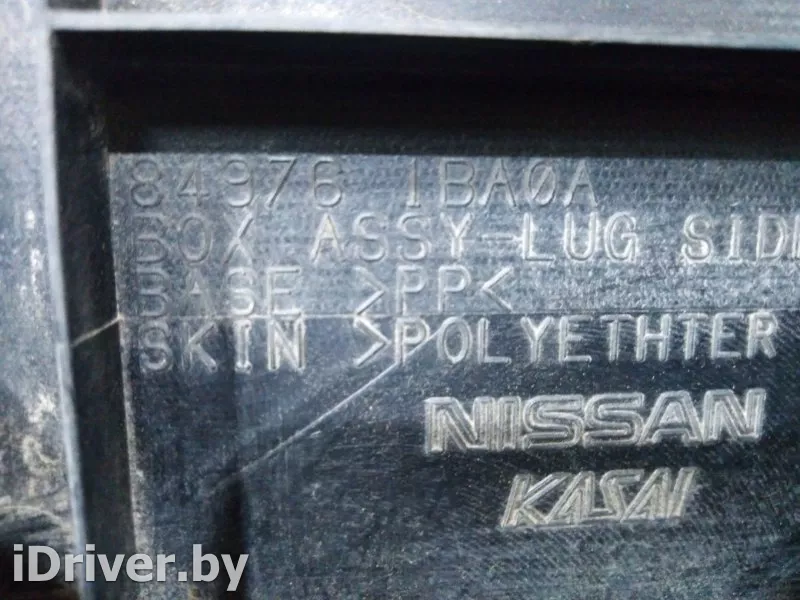 84976 1BA0A
BOX ASSY-LUG SID
BASE >PP<
SKIN >POLYETHTER
NISSAN
KASAI
iDriver.by